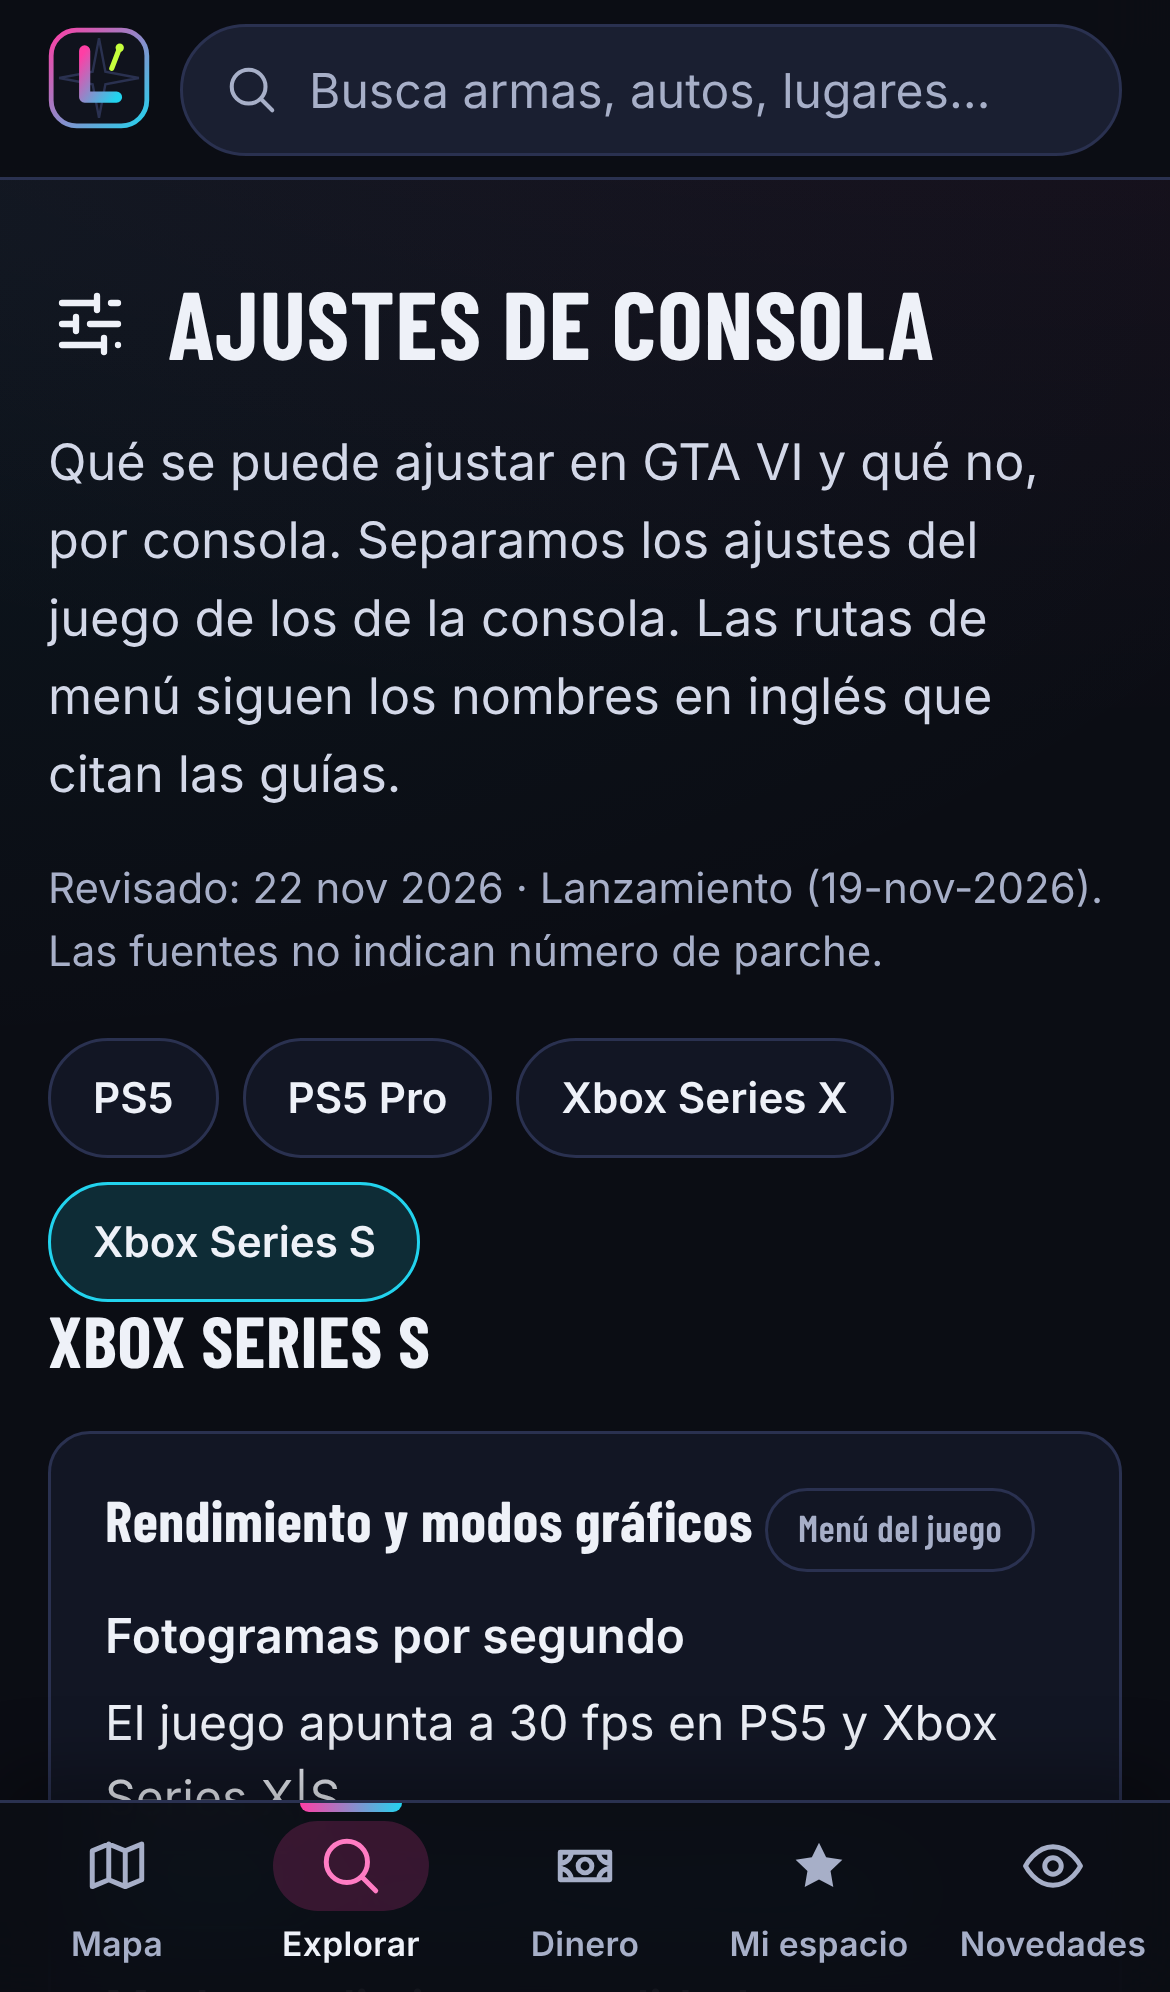 Busca armas, autos, lugares...
AJUSTES DE CONSOLA
Qué se puede ajustar en GTA VI y qué no,
por consola. Separamos los ajustes del
juego de los de la consola. Las rutas de
menú siguen los nombres en inglés que
citan las guías.
Revisado: 22 nov 2026 · Lanzamiento (19-nov-2026).
Las fuentes no indican número de parche.
PS5
PS5 Pro
Xbox Series X
Xbox Series S
XBOX SERIES S
Rendimiento y modos gráficos
Menú del juego
Fotogramas por segundo
El juego apunta a 30 fps en PS5 y Xbox
Series X|S
Mapa
Explorar
Dinero
Mi espacio
Novedades